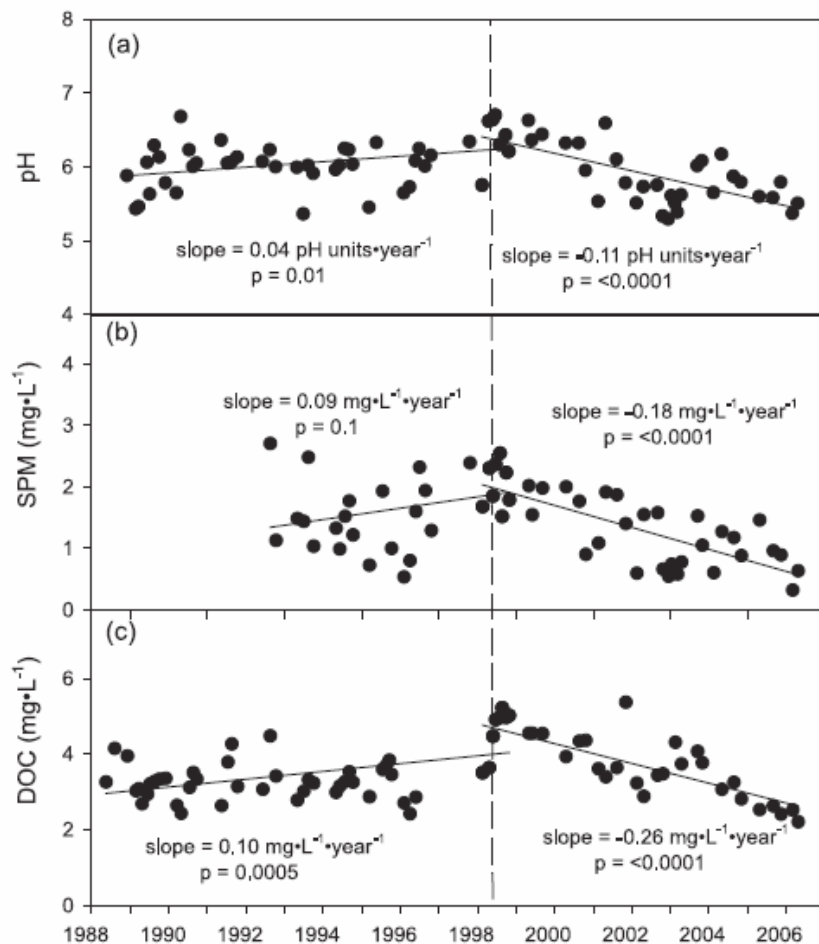 (a)
8
7
6
5
4
pH
slope = 0.04 pH units•year⁻¹
p = 0.01
slope = -0.11 pH units•year⁻¹
p = <0.0001
(b)
4
3
2
1
0
SPM (mg•L⁻¹)
slope = 0.09 mg•L⁻¹•year⁻¹
p = 0.1
slope = -0.18 mg•L⁻¹•year⁻¹
p = <0.0001
(c)
6
4
2
0
DOC (mg•L⁻¹)
slope = 0.10 mg•L⁻¹•year⁻¹
p = 0.0005
slope = -0.26 mg•L⁻¹•year⁻¹
p = <0.0001
1988 1990 1992 1994 1996 1998 2000 2002 2004 2006